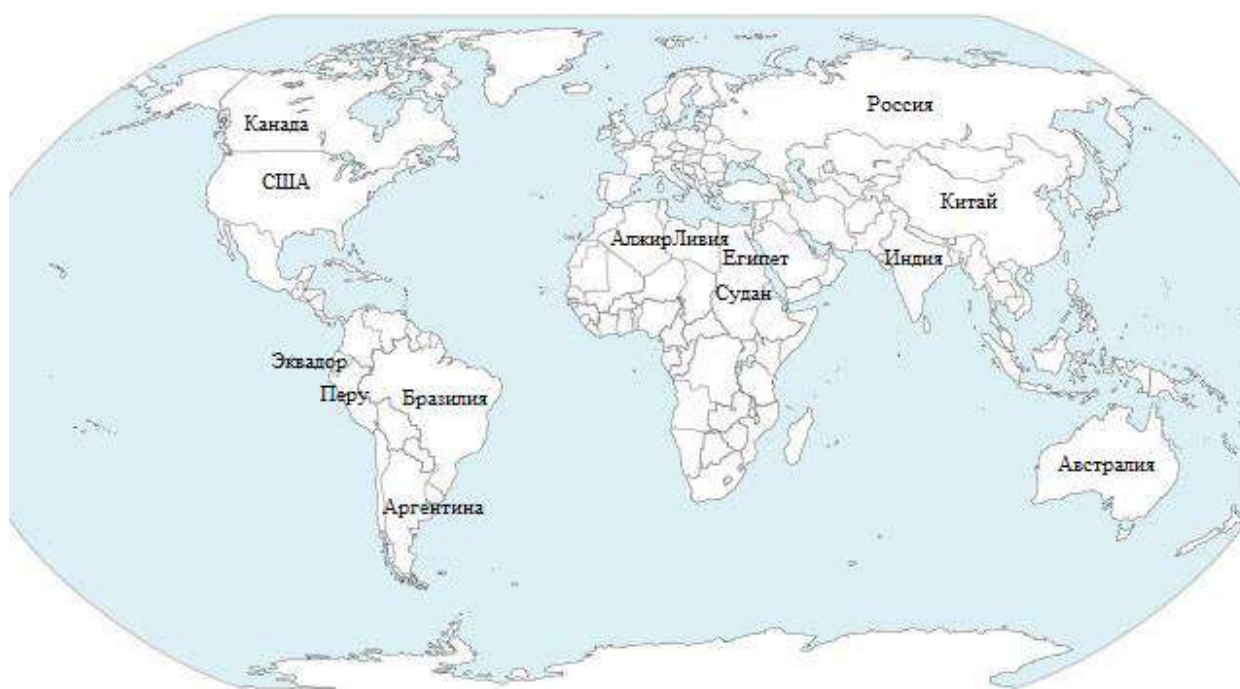 Россия
Канада
США
Китай
Алжир
Ливия
Египет
Индия
Судан
Эквадор
Перу
Бразилия
Австралия
Аргентина